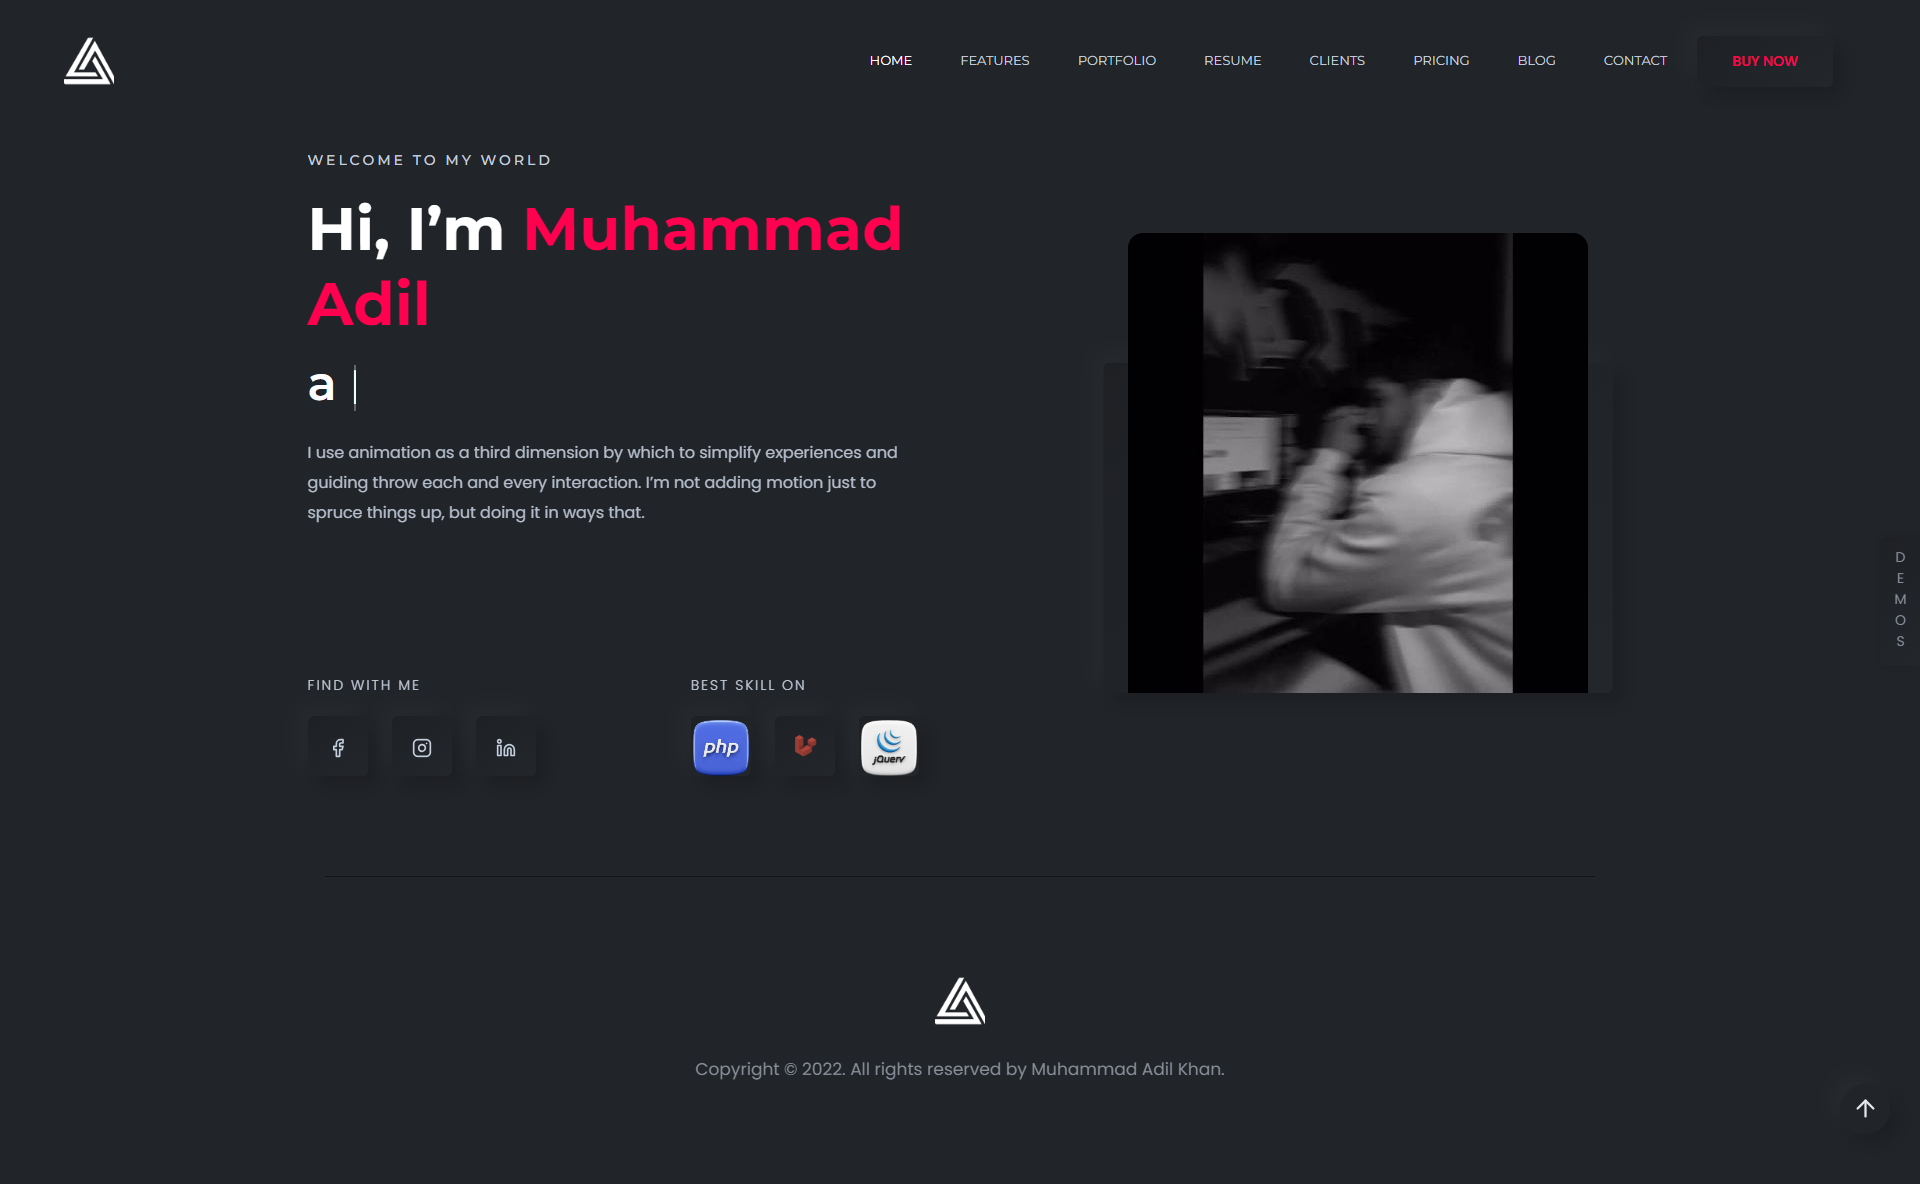 HOME FEATURES PORTFOLIO RESUME CLIENTS PRICING BLOG CONTACT BUY NOW
WELCOME TO MY WORLD
Hi, I’m Muhammad
Adil
a
I use animation as a third dimension by which to simplify experiences and
guiding throw each and every interaction. I’m not adding motion just to
spruce things up, but doing it in ways that.
D
E
M
O
S
FIND WITH ME
BEST SKILL ON
php
jQuery
Copyright © 2022. All rights reserved by Muhammad Adil Khan.